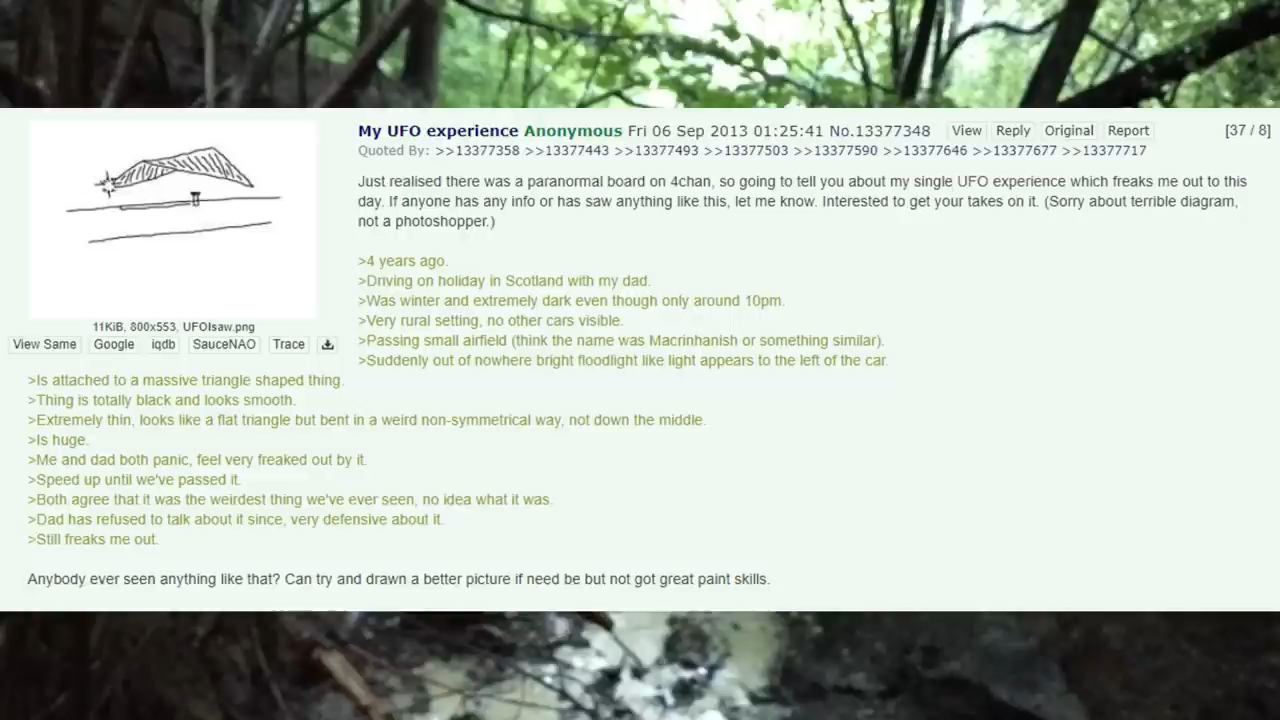 My UFO experience Anonymous Fri 06 Sep 2013 01:25:41 No.13377348 View Reply Original Report [37 / 8]
Quoted By: >>13377358 >>13377443 >>13377493 >>13377503 >>13377590 >>13377646 >>13377677 >>13377717
Just realised there was a paranormal board on 4chan, so going to tell you about my single UFO experience which freaks me out to this
day. If anyone has any info or has saw anything like this, let me know. Interested to get your takes on it. (Sorry about terrible diagram,
not a photoshopper.)
>4 years ago.
>Driving on holiday in Scotland with my dad.
>Was winter and extremely dark even though only around 10pm.
>Very rural setting, no other cars visible.
>Passing small airfield (think the name was Macrinhanish or something similar).
>Suddenly out of nowhere bright floodlight like light appears to the left of the car.
11KiB, 800x553, UFOIsaw.png
View Same Google iqdb SauceNAO Trace
>Is attached to a massive triangle shaped thing.
>Thing is totally black and looks smooth.
>Extremely thin, looks like a flat triangle but bent in a weird non-symmetrical way, not down the middle.
>Is huge.
>Me and dad both panic, feel very freaked out by it.
>Speed up until we've passed it.
>Both agree that it was the weirdest thing we've ever seen, no idea what it was.
>Dad has refused to talk about it since, very defensive about it.
>Still freaks me out.
Anybody ever seen anything like that? Can try and drawn a better picture if need be but not got great paint skills.